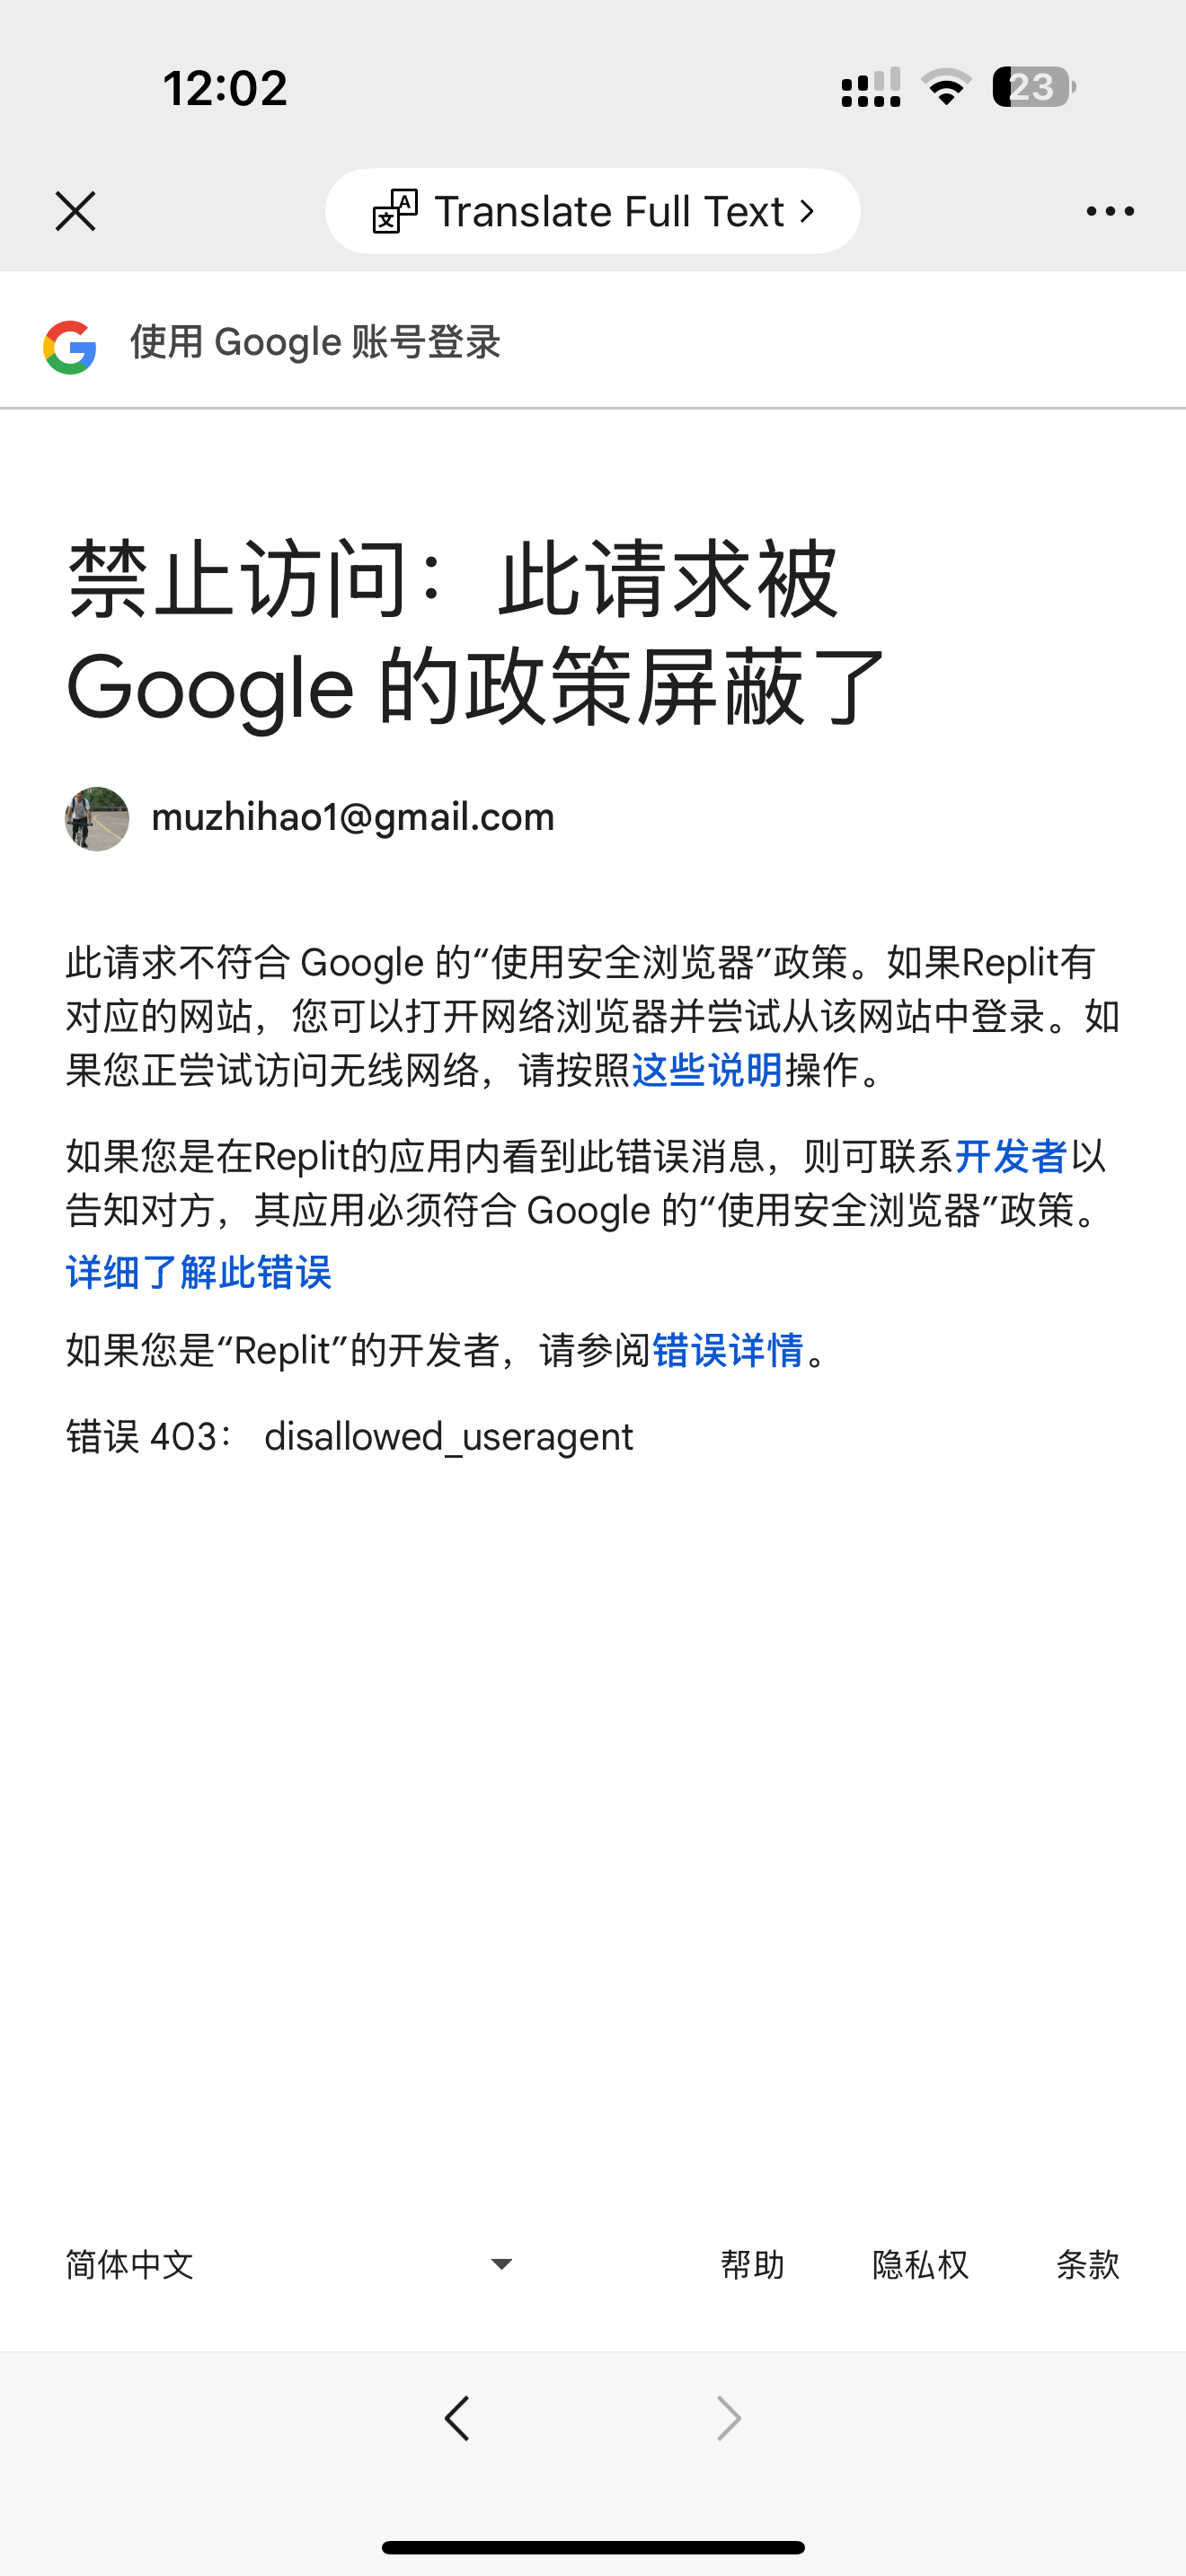 12:02
23
Translate Full Text
使用 Google 账号登录
禁止访问：此请求被
Google 的政策屏蔽了
muzhihao1@gmail.com
此请求不符合 Google 的“使用安全浏览器”政策。如果Replit有
对应的网站，您可以打开网络浏览器并尝试从该网站中登录。如
果您正尝试访问无线网络，请按照这些说明操作。
如果您是在Replit的应用内看到此错误消息，则可联系开发者以
告知对方，其应用必须符合 Google 的“使用安全浏览器”政策。
详细了解此错误
如果您是“Replit”的开发者，请参阅错误详情。
错误 403： disallowed_useragent
简体中文 帮助 隐私权 条款